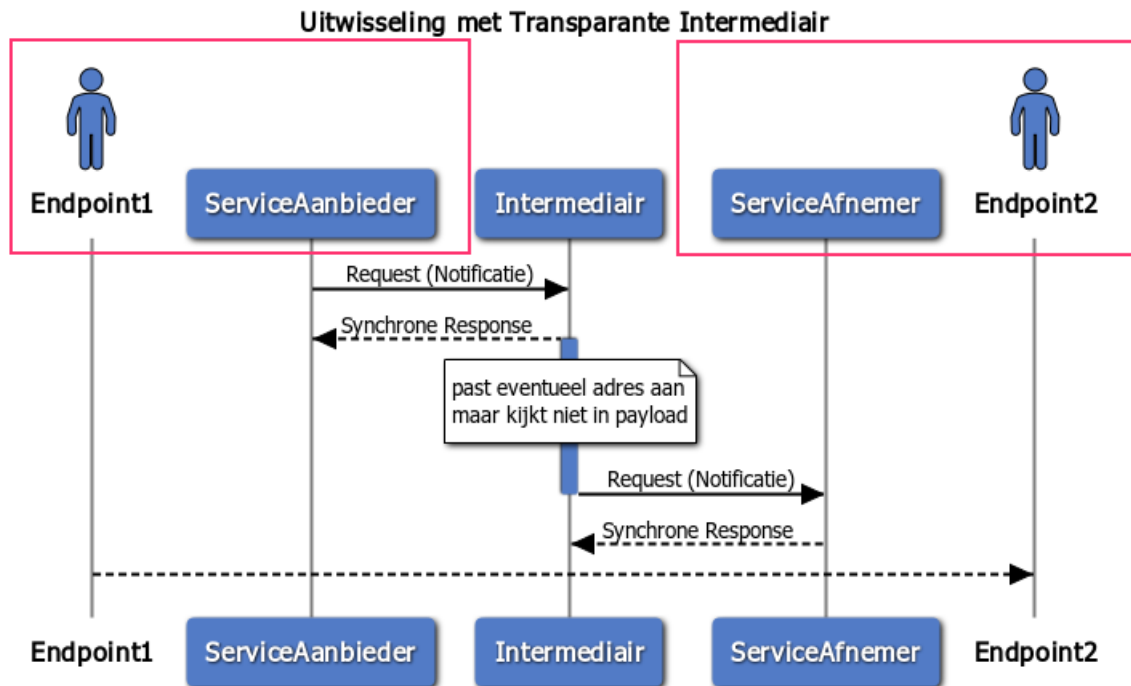 Uitwisseling met Transparante Intermediair
Endpoint1
ServiceAanbieder
Intermediair
ServiceAfnemer
Endpoint2
Request (Notificatie)
Synchrone Response
past eventueel adres aan
maar kijkt niet in payload
Request (Notificatie)
Synchrone Response
Endpoint1
ServiceAanbieder
Intermediair
ServiceAfnemer
Endpoint2